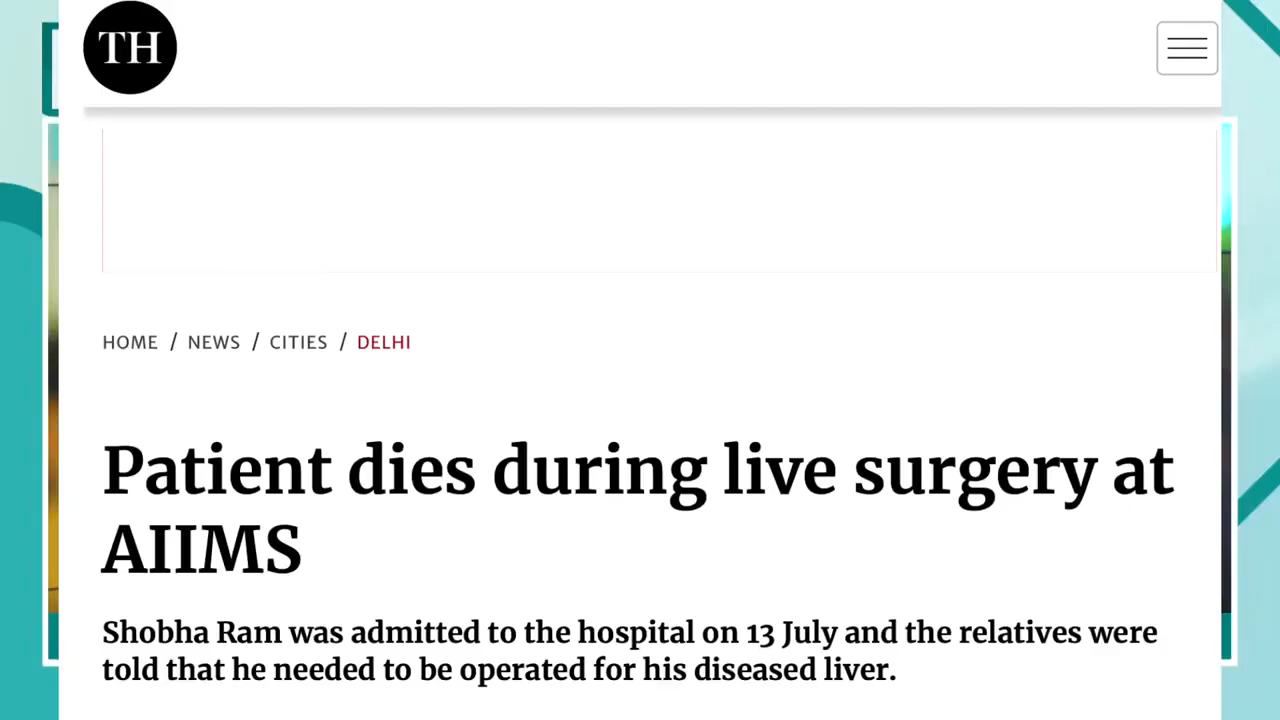 TH
HOME / NEWS / CITIES / DELHI
Patient dies during live surgery at
AIIMS
Shobha Ram was admitted to the hospital on 13 July and the relatives were
told that he needed to be operated for his diseased liver.